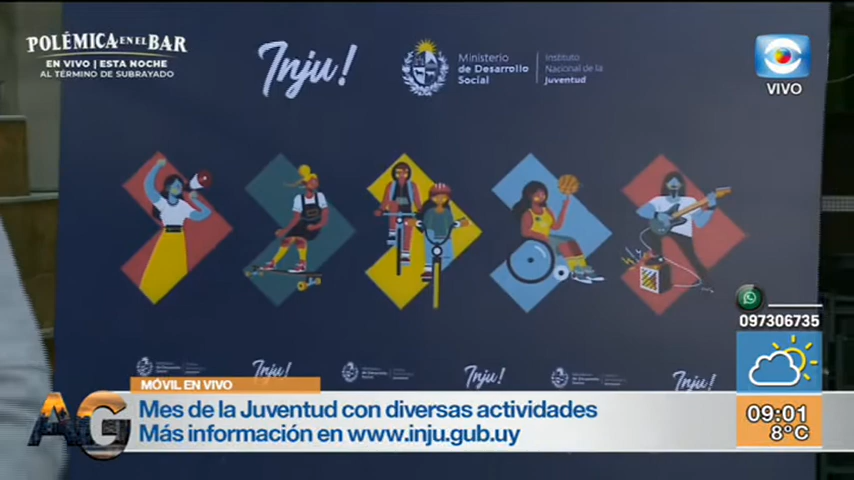 POLÊMICA EN EL BAR
EN VIVO | ESTA NOCHE
AL TÉRMINO DE SUBRAYADO
Inju!
Ministerio
de Desarrollo
Social
Instituto
Nacional de la
Juventud
VIVO
097306735
Inju!
Inju!
Inju!
MÓVIL EN VIVO
AG
Mes de la Juventud con diversas actividades
Más información en www.inju.gub.uy
09:01
8°C